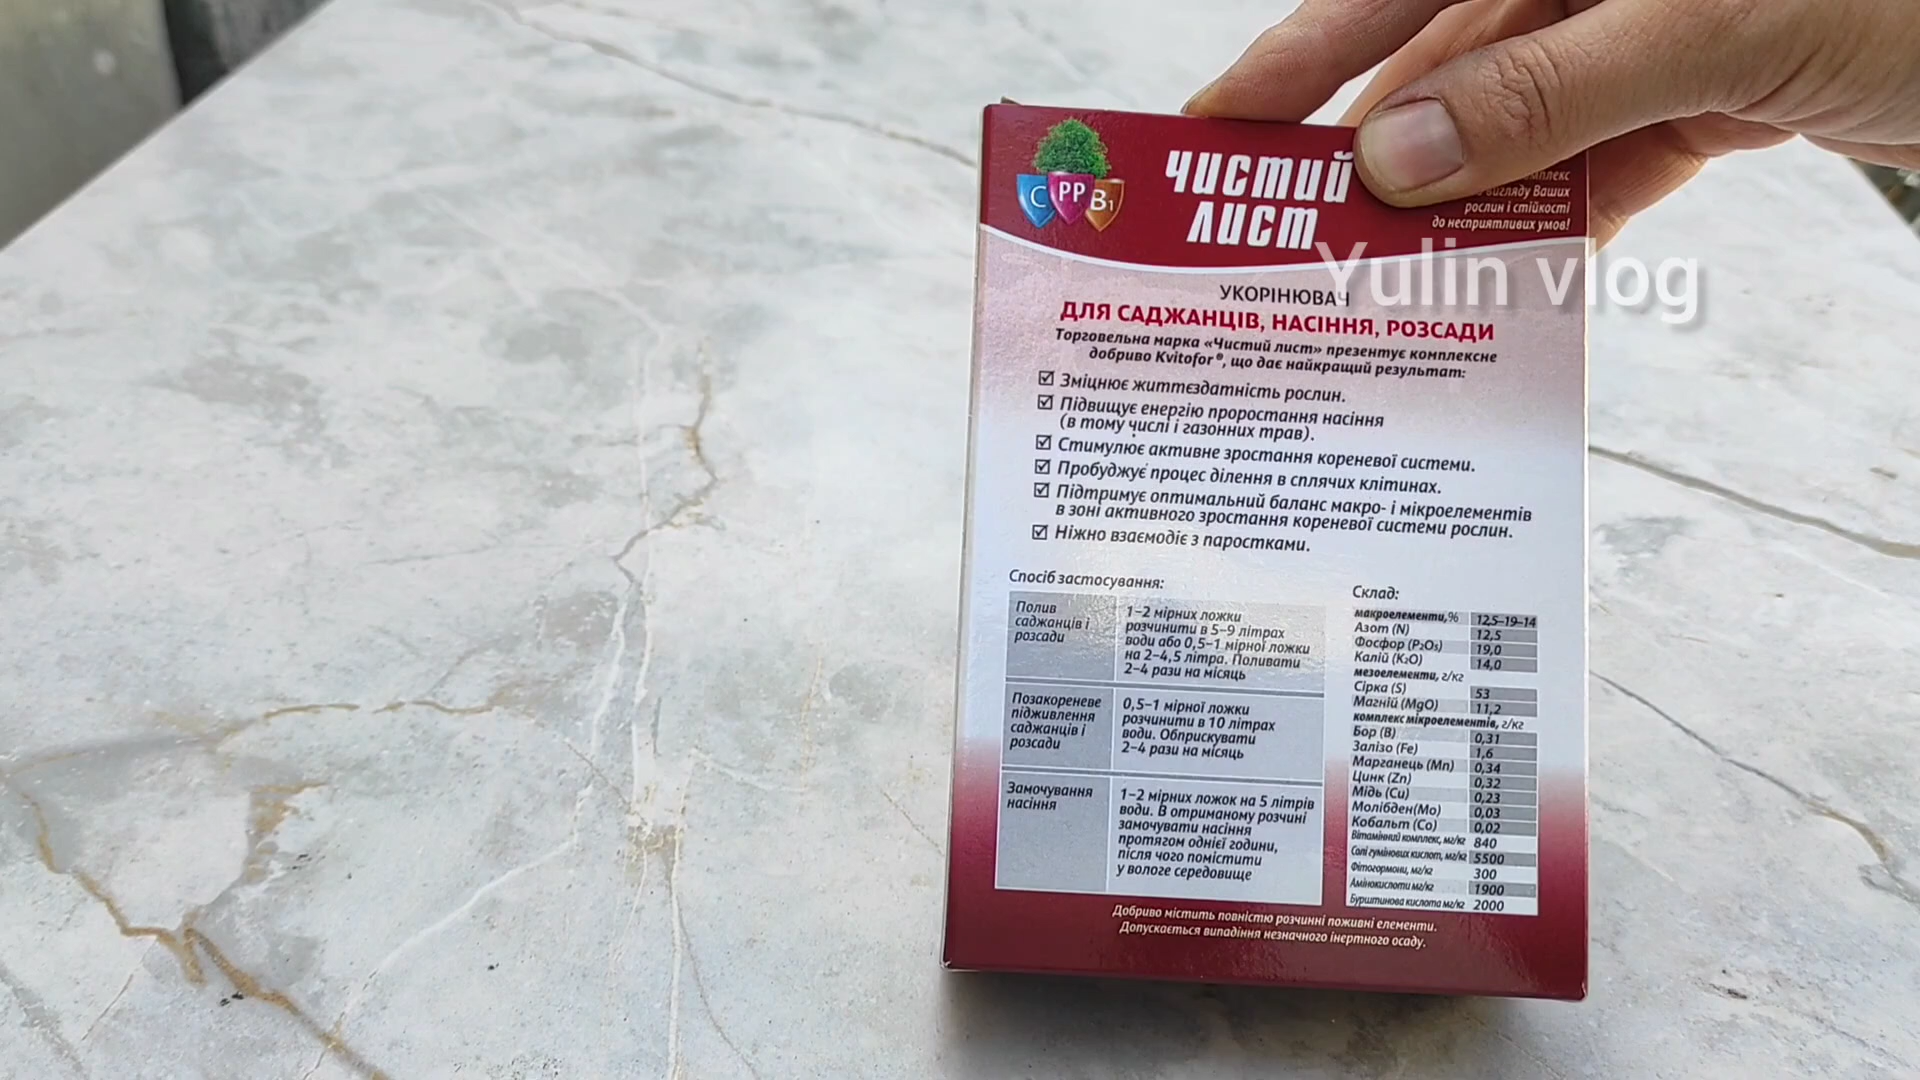 C PP B1
ЧИСТИЙ
ЛИСТ
вигляду Ваших
рослин і стійкості
до несприятливих умов!
Yulin vlog
УКОРІНЮВАЧ
ДЛЯ САДЖАНЦІВ, НАСІННЯ, РОЗСАДИ
Торговельна марка «Чистий лист» презентує комплексне
добриво Kvitofor®, що дає найкращий результат:
☑ Зміцнює життєздатність рослин.
☑ Підвищує енергію проростання насіння
(в тому числі і газонних трав).
☑ Стимулює активне зростання кореневої системи.
☑ Пробуджує процес ділення в сплячих клітинах.
☑ Підтримує оптимальний баланс макро- і мікроелементів
в зоні активного зростання кореневої системи рослин.
☑ Ніжно взаємодіє з паростками.
Спосіб застосування:
Полив
саджанців і
розсади
1–2 мірних ложки
розчинити в 5–9 літрах
води або 0,5–1 мірної ложки
на 2–4,5 літра. Поливати
2–4 рази на місяць
Позакореневе
підживлення
саджанців і
розсади
0,5–1 мірної ложки
розчинити в 10 літрах
води. Обприскувати
2–4 рази на місяць
Замочування
насіння
1–2 мірних ложок на 5 літрів
води. В отриманому розчині
замочувати насіння
протягом однієї години,
після чого помістити
у вологе середовище
Склад:
макроелементи,% 12,5–19–14
Азот (N) 12,5
Фосфор (P₂O₅) 19,0
Калій (K₂O) 14,0
мезоелементи, г/кг
Сірка (S) 53
Магній (MgO) 11,2
комплекс мікроелементів, г/кг
Бор (B) 0,31
Залізо (Fe) 1,6
Марганець (Mn) 0,34
Цинк (Zn) 0,32
Мідь (Cu) 0,23
Молібден(Mo) 0,03
Кобальт (Co) 0,02
Вітамінний комплекс, мг/кг 840
Солі гумінових кислот, мг/кг 5500
Фітогормони, мг/кг 300
Амінокислоти мг/кг 1900
Бурштинова кислота мг/кг 2000
Добриво містить повністю розчинні поживні елементи.
Допускається випадіння незначного інертного осаду.